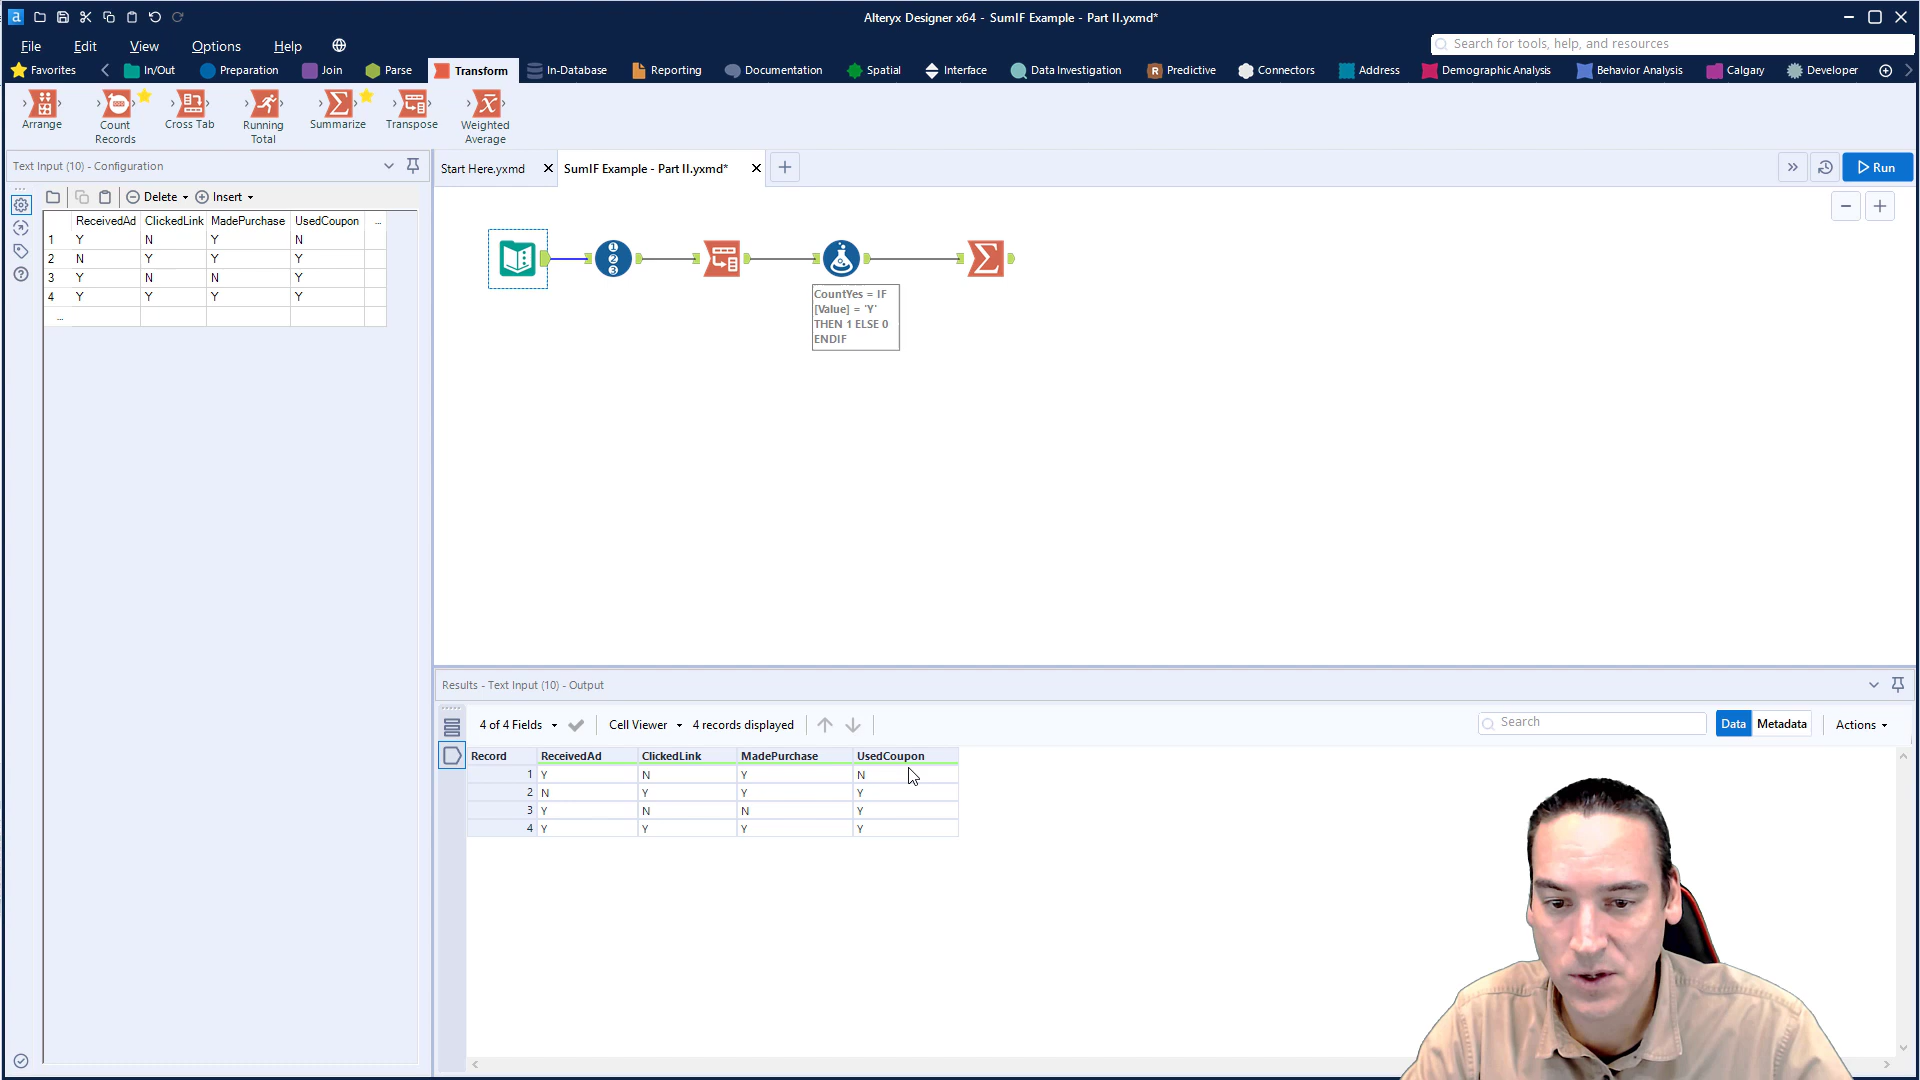 Alteryx Designer x64 - SumIF Example - Part II.yxmd*
File Edit View Options Help
Search for tools, help, and resources
Favorites In/Out Preparation Join Parse Transform In-Database Reporting Documentation Spatial Interface Data Investigation Predictive Connectors Address Demographic Analysis Behavior Analysis Calgary Developer
Arrange
Count
Records
Cross Tab
Running
Total
Summarize
Transpose
Weighted
Average
Text Input (10) - Configuration
Start Here.yxmd
SumIF Example - Part II.yxmd*
Run
Delete Insert
ReceivedAd ClickedLink MadePurchase UsedCoupon ...
1 Y N Y N
2 N Y Y Y
3 Y N N Y
4 Y Y Y Y
...
1
2
3
CountYes = IF
[Value] = 'Y'
THEN 1 ELSE 0
ENDIF
Results - Text Input (10) - Output
4 of 4 Fields Cell Viewer 4 records displayed
Search
Data Metadata Actions
Record ReceivedAd ClickedLink MadePurchase UsedCoupon
1 Y N Y N
2 N Y Y Y
3 Y N N Y
4 Y Y Y Y